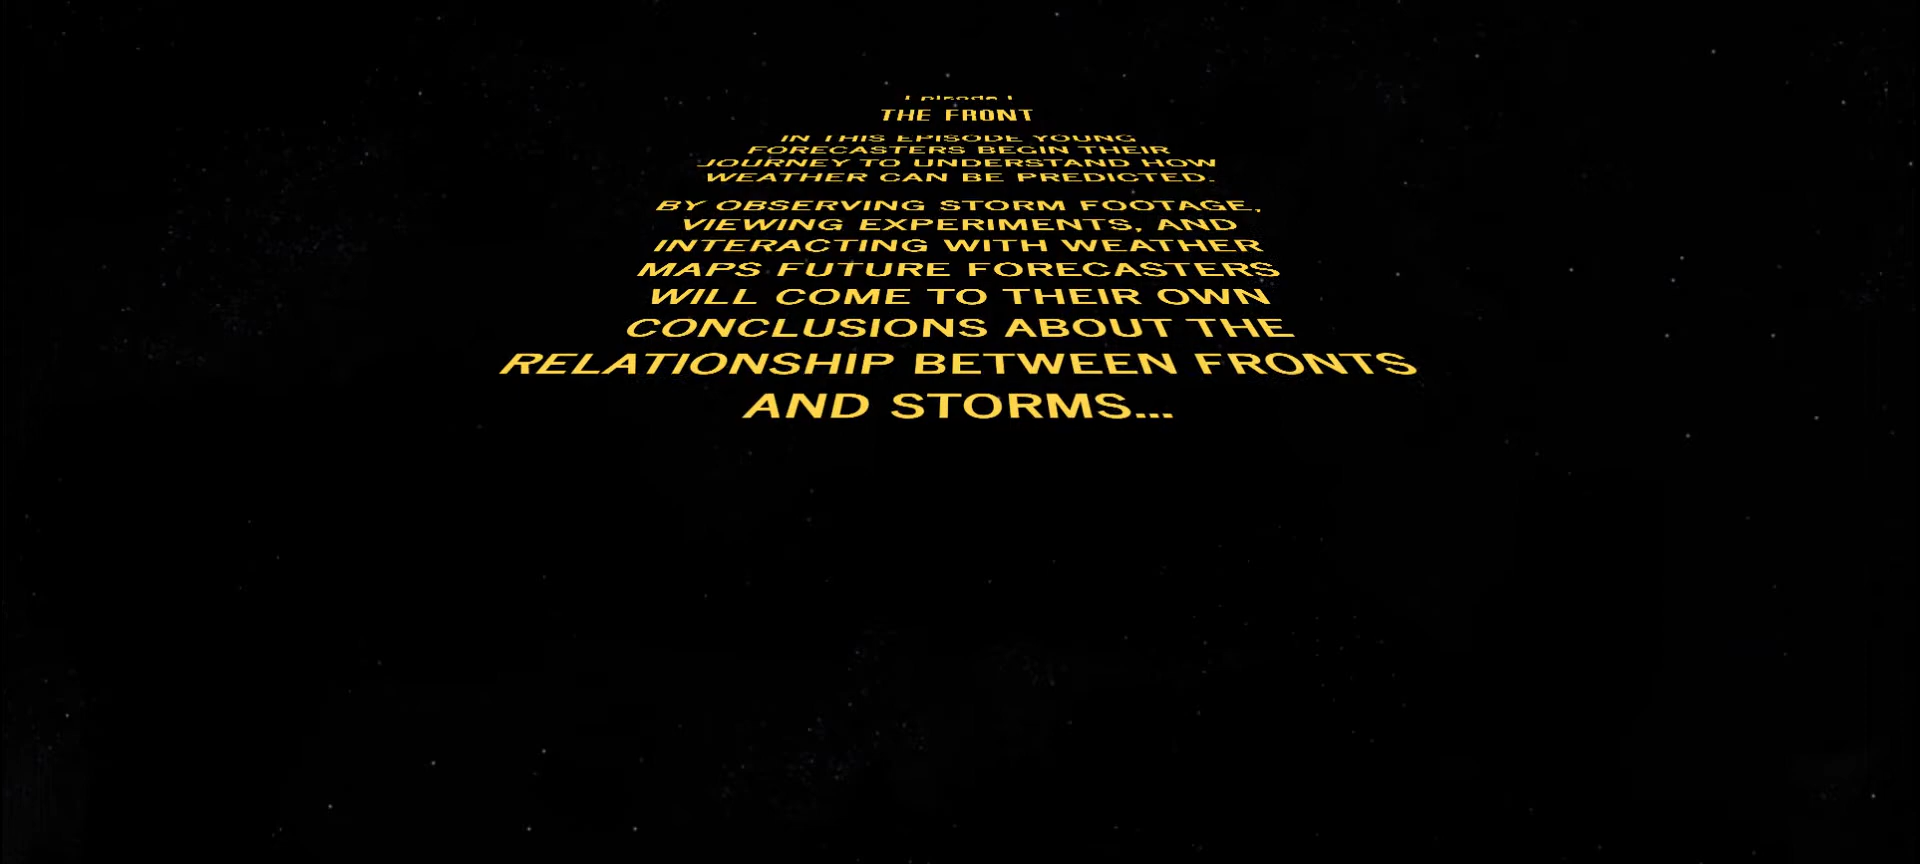 Episode I
THE FRONT
IN THIS EPISODE YOUNG
FORECASTERS BEGIN THEIR
JOURNEY TO UNDERSTAND HOW
WEATHER CAN BE PREDICTED.
BY OBSERVING STORM FOOTAGE,
VIEWING EXPERIMENTS, AND
INTERACTING WITH WEATHER
MAPS FUTURE FORECASTERS
WILL COME TO THEIR OWN
CONCLUSIONS ABOUT THE
RELATIONSHIP BETWEEN FRONTS
AND STORMS...